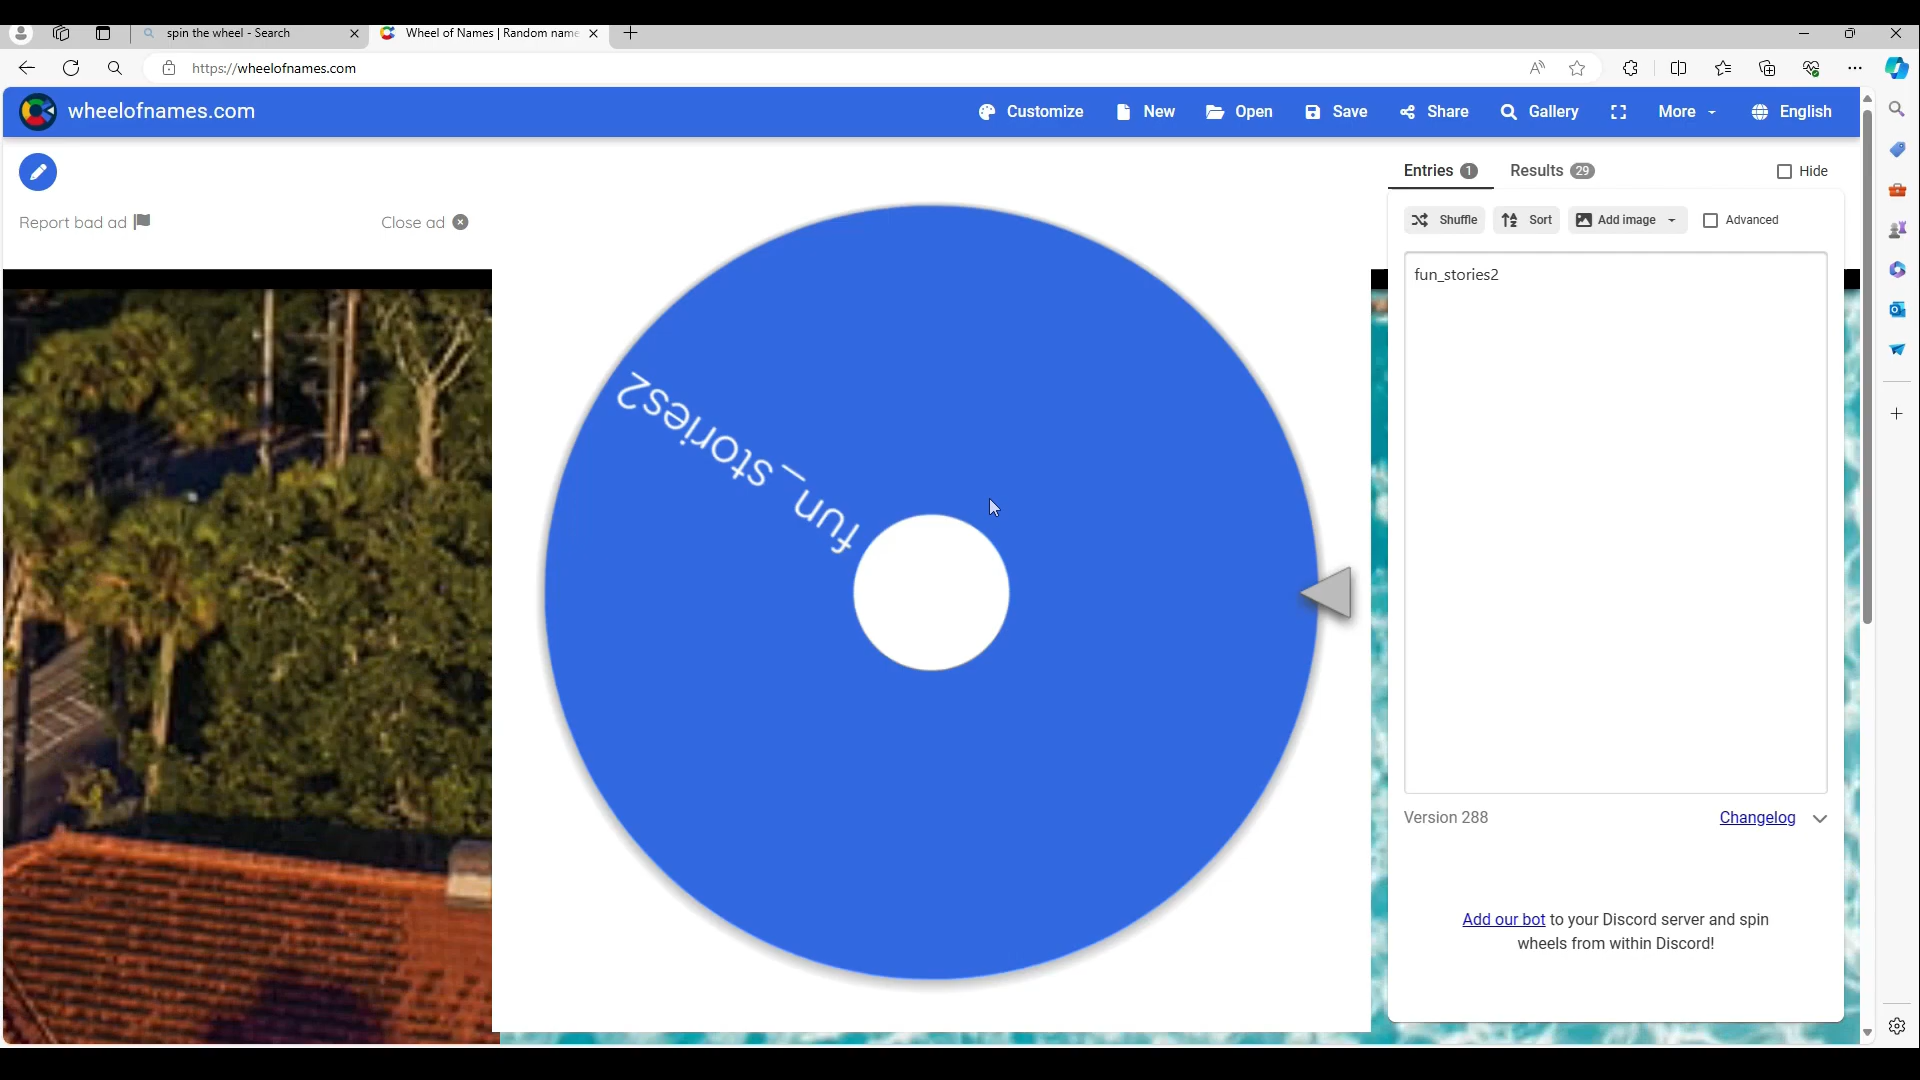 spin the wheel - Search
Wheel of Names | Random name
https://wheelofnames.com
wheelofnames.com
Customize
New
Open
Save
Share
Gallery
More
English
Entries 1
Results 29
Hide
Report bad ad
Close ad
Shuffle
Sort
Add image
Advanced
fun_stories2
fun_stories2
Version 288
Changelog
Add our bot to your Discord server and spin
wheels from within Discord!